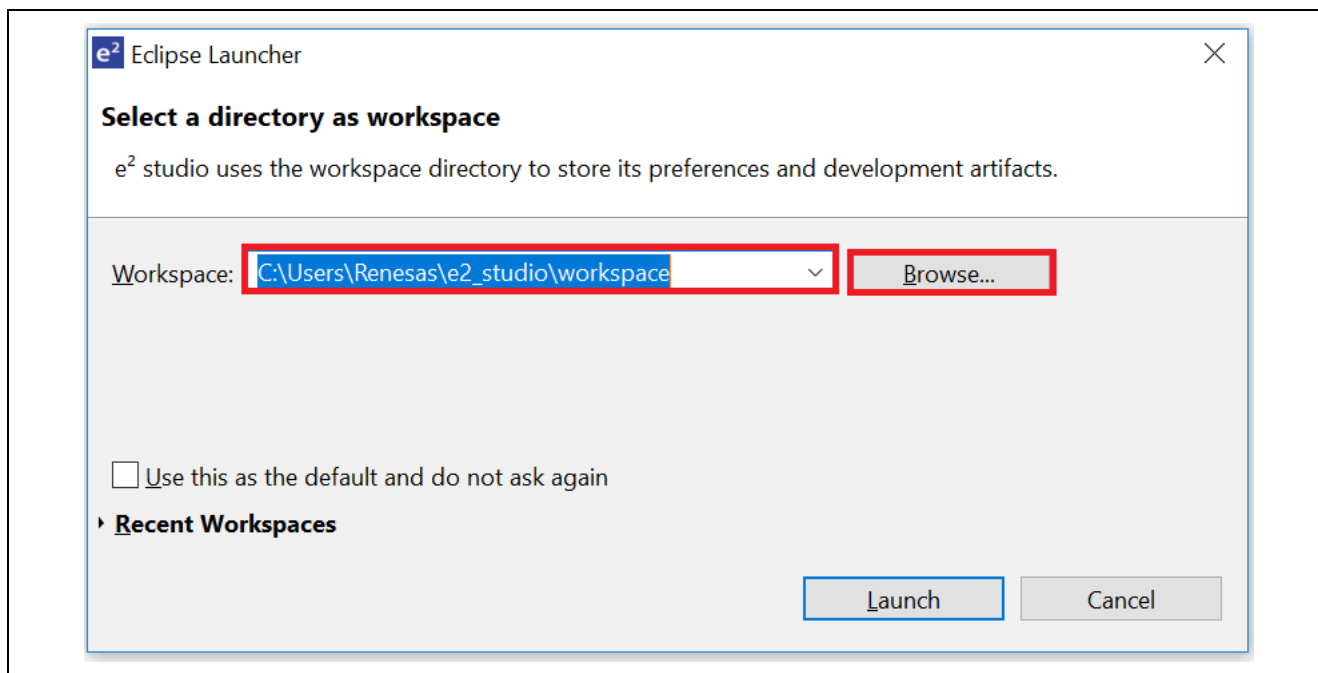 e² Eclipse Launcher
Select a directory as workspace
e² studio uses the workspace directory to store its preferences and development artifacts.
Workspace: C:\Users\Renesas\e2_studio\workspace Browse...
Use this as the default and do not ask again
Recent Workspaces
Launch Cancel